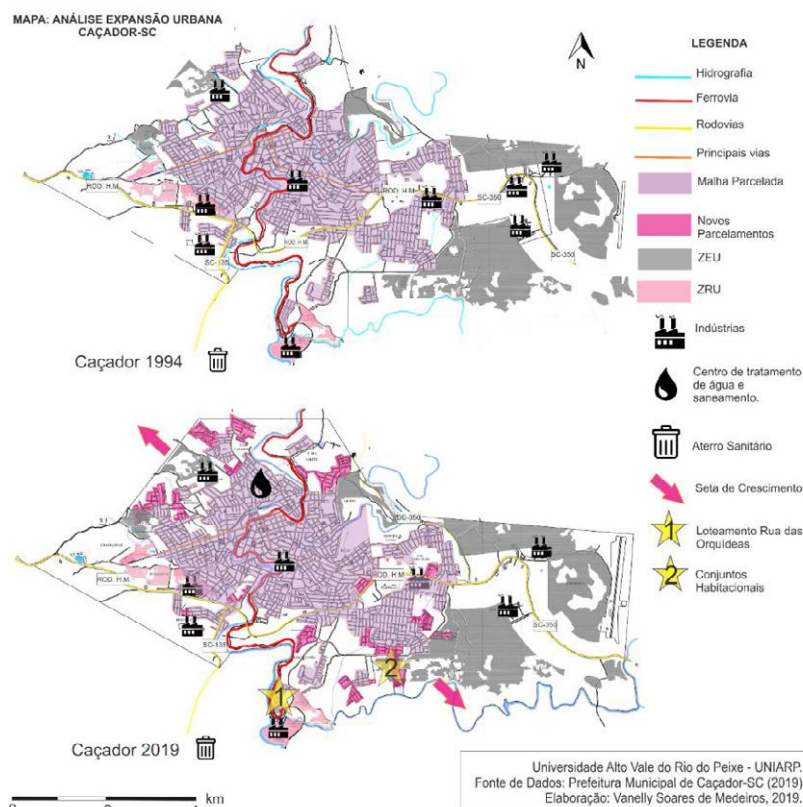 MAPA: ANÁLISE EXPANSÃO URBANA
CAÇADOR-SC
N
ROD. H.M
ROD. H.M
SC-350
ROD H.M
SC-135
SC-350
Caçador 1994
LEGENDA
Hidrografia
Ferrovia
Rodovias
Principais vias
Malha Parcelada
Novos
Parcelamentos
ZEU
ZRU
Indústrias
Centro de tratamento
de água e
saneamento.
Aterro Sanitário
Seta de Crescimento
1
Loteamento Rua das
Orquídeas
2
Conjuntos
Habitacionais
SC-350
ROD. H.M
ROD. H.M
SC-350
SC-135
2
1
Caçador 2019
km
Universidade Alto Vale do Rio do Peixe - UNIARP.
Fonte de Dados: Prefeitura Municipal de Caçador-SC (2019)
Elaboração: Vanelly Soares de Medeiros, 2019.